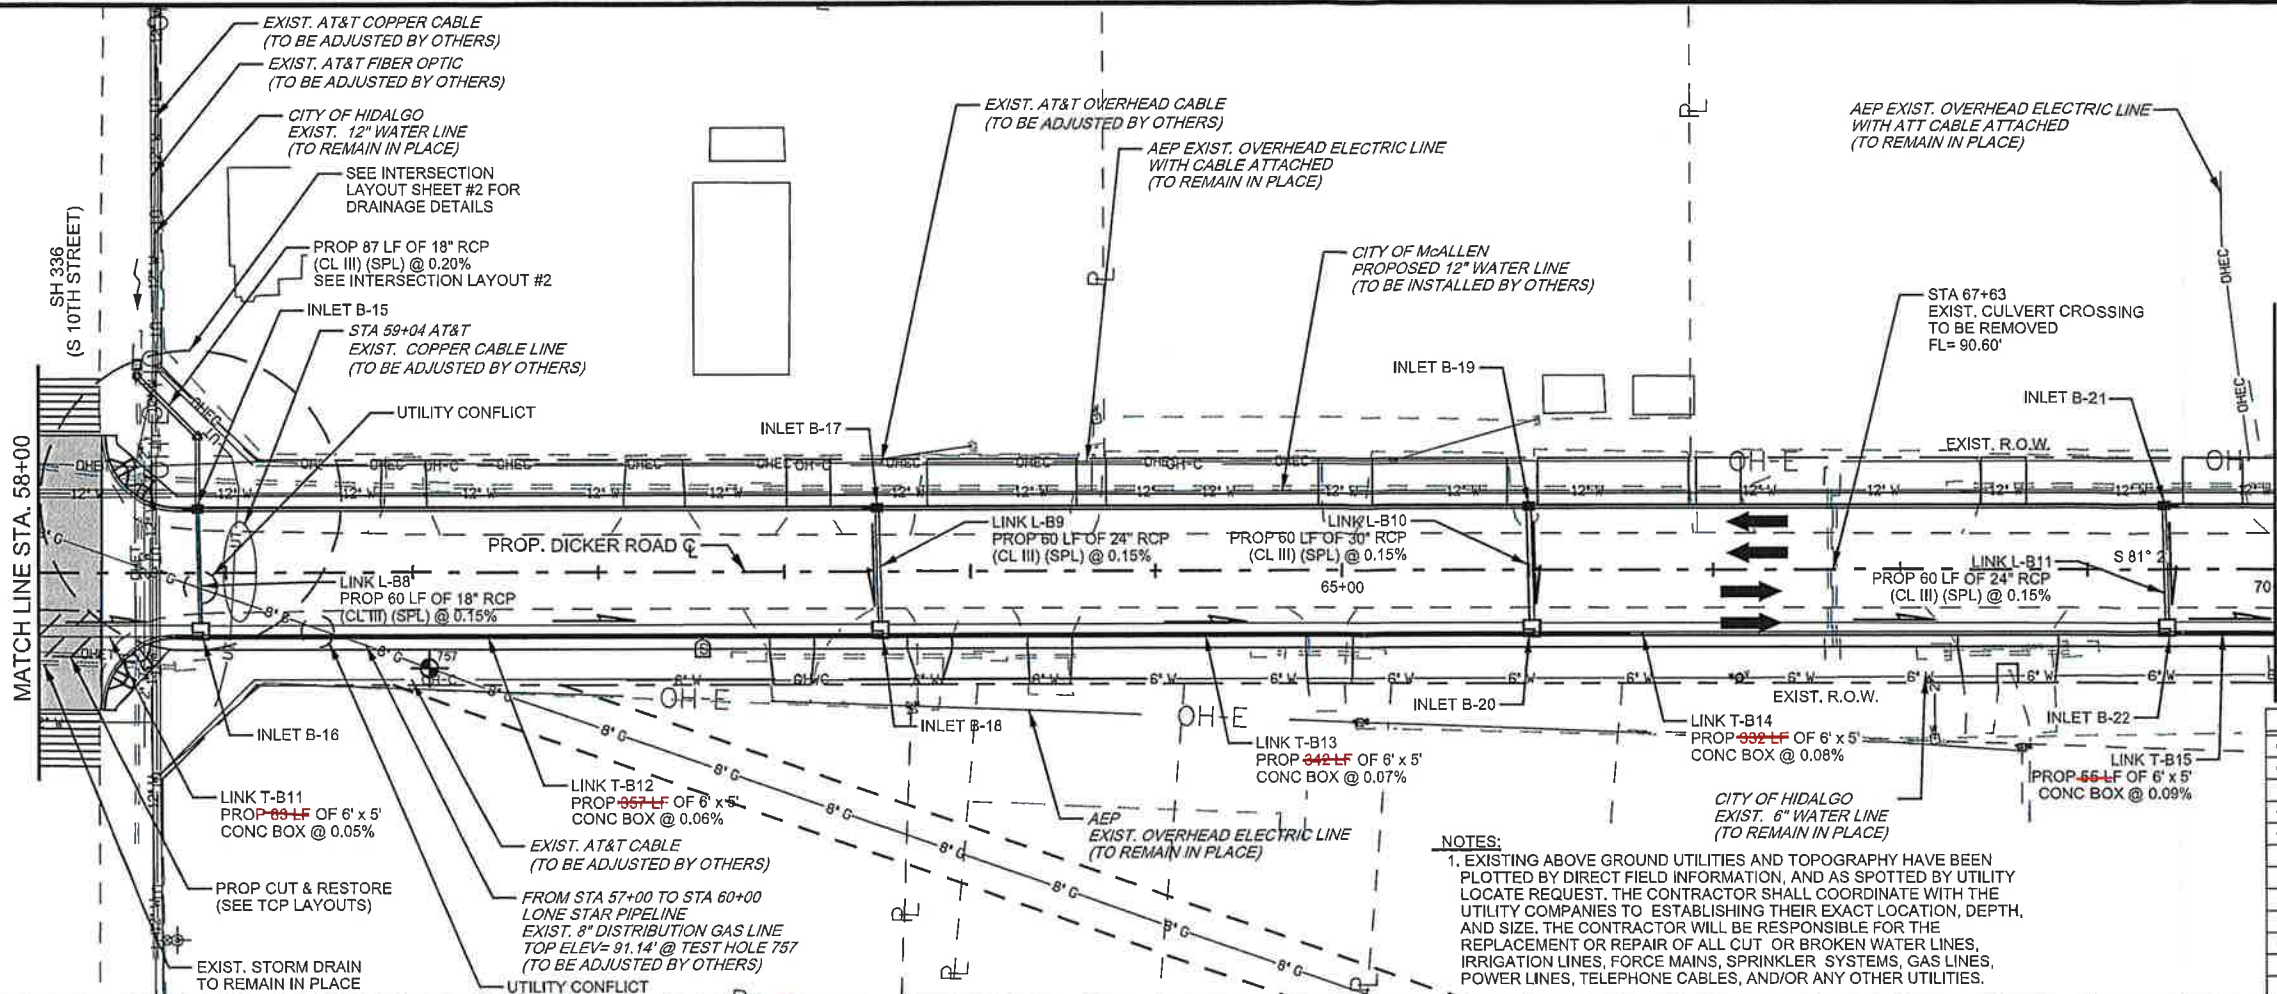 EXIST. AT&T COPPER CABLE
(TO BE ADJUSTED BY OTHERS)
EXIST. AT&T FIBER OPTIC
(TO BE ADJUSTED BY OTHERS)
CITY OF HIDALGO
EXIST. 12" WATER LINE
(TO REMAIN IN PLACE)
SEE INTERSECTION
LAYOUT SHEET #2 FOR
DRAINAGE DETAILS
SH 336
(S 10TH STREET)
PROP 87 LF OF 18" RCP
(CL III) (SPL) @ 0.20%
SEE INTERSECTION LAYOUT #2
INLET B-15
STA 59+04 AT&T
EXIST. COPPER CABLE LINE
(TO BE ADJUSTED BY OTHERS)
UTILITY CONFLICT
EXIST. AT&T OVERHEAD CABLE
(TO BE ADJUSTED BY OTHERS)
AEP EXIST. OVERHEAD ELECTRIC LINE
WITH CABLE ATTACHED
(TO REMAIN IN PLACE)
CITY OF McALLEN
PROPOSED 12" WATER LINE
(TO BE INSTALLED BY OTHERS)
AEP EXIST. OVERHEAD ELECTRIC LINE
WITH ATT CABLE ATTACHED
(TO REMAIN IN PLACE)
OHEC
OHEC
STA 67+63
EXIST. CULVERT CROSSING
TO BE REMOVED
FL= 90.60'
INLET B-17
INLET B-19
INLET B-21
EXIST. R.O.W.
OH-E
OH
MATCH LINE STA. 58+00
12" W
PROP. DICKER ROAD
LINK L-B8
PROP 60 LF OF 18" RCP
(CL III) (SPL) @ 0.15%
LINK L-B9
PROP 60 LF OF 24" RCP
(CL III) (SPL) @ 0.15%
LINK L-B10
PROP 60 LF OF 30" RCP
(CL III) (SPL) @ 0.15%
65+00
LINK L-B11
PROP 60 LF OF 24" RCP
(CL III) (SPL) @ 0.15%
S 81° 2
70
757
8" G
6" W
OH-E
OH-E
EXIST. R.O.W.
INLET B-16
INLET B-18
INLET B-20
INLET B-22
LINK T-B11
PROP 83 LF OF 6' x 5'
CONC BOX @ 0.05%
LINK T-B12
PROP 357 LF OF 6' x 5'
CONC BOX @ 0.06%
LINK T-B13
PROP 342 LF OF 6' x 5'
CONC BOX @ 0.07%
LINK T-B14
PROP 332 LF OF 6' x 5'
CONC BOX @ 0.08%
LINK T-B15
PROP 55 LF OF 6' x 5'
CONC BOX @ 0.09%
CITY OF HIDALGO
EXIST. 6" WATER LINE
(TO REMAIN IN PLACE)
AEP
EXIST. OVERHEAD ELECTRIC LINE
(TO REMAIN IN PLACE)
EXIST. AT&T CABLE
(TO BE ADJUSTED BY OTHERS)
PROP CUT & RESTORE
(SEE TCP LAYOUTS)
FROM STA 57+00 TO STA 60+00
LONE STAR PIPELINE
EXIST. 8" DISTRIBUTION GAS LINE
TOP ELEV= 91.14' @ TEST HOLE 757
(TO BE ADJUSTED BY OTHERS)
EXIST. STORM DRAIN
TO REMAIN IN PLACE
UTILITY CONFLICT
NOTES:
1. EXISTING ABOVE GROUND UTILITIES AND TOPOGRAPHY HAVE BEEN
PLOTTED BY DIRECT FIELD INFORMATION, AND AS SPOTTED BY UTILITY
LOCATE REQUEST. THE CONTRACTOR SHALL COORDINATE WITH THE
UTILITY COMPANIES TO ESTABLISHING THEIR EXACT LOCATION, DEPTH,
AND SIZE. THE CONTRACTOR WILL BE RESPONSIBLE FOR THE
REPLACEMENT OR REPAIR OF ALL CUT OR BROKEN WATER LINES,
IRRIGATION LINES, FORCE MAINS, SPRINKLER SYSTEMS, GAS LINES,
POWER LINES, TELEPHONE CABLES, AND/OR ANY OTHER UTILITIES.